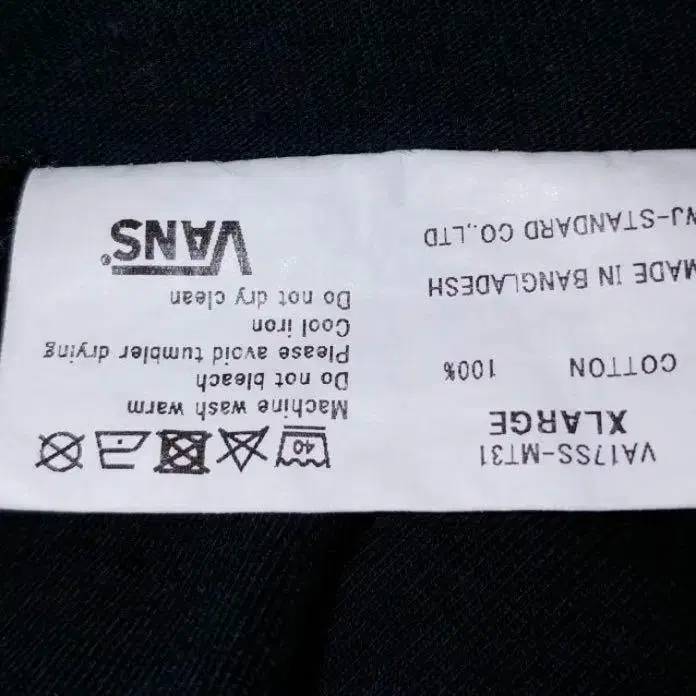 VA17SS-MT31
XLARGE
COTTON 100%
MADE IN BANGLADESH
VJ-STANDARD CO.,LTD
40
Machine wash warm
Do not bleach
Please avoid tumbler drying
Cool iron
Do not dry clean
VANS®